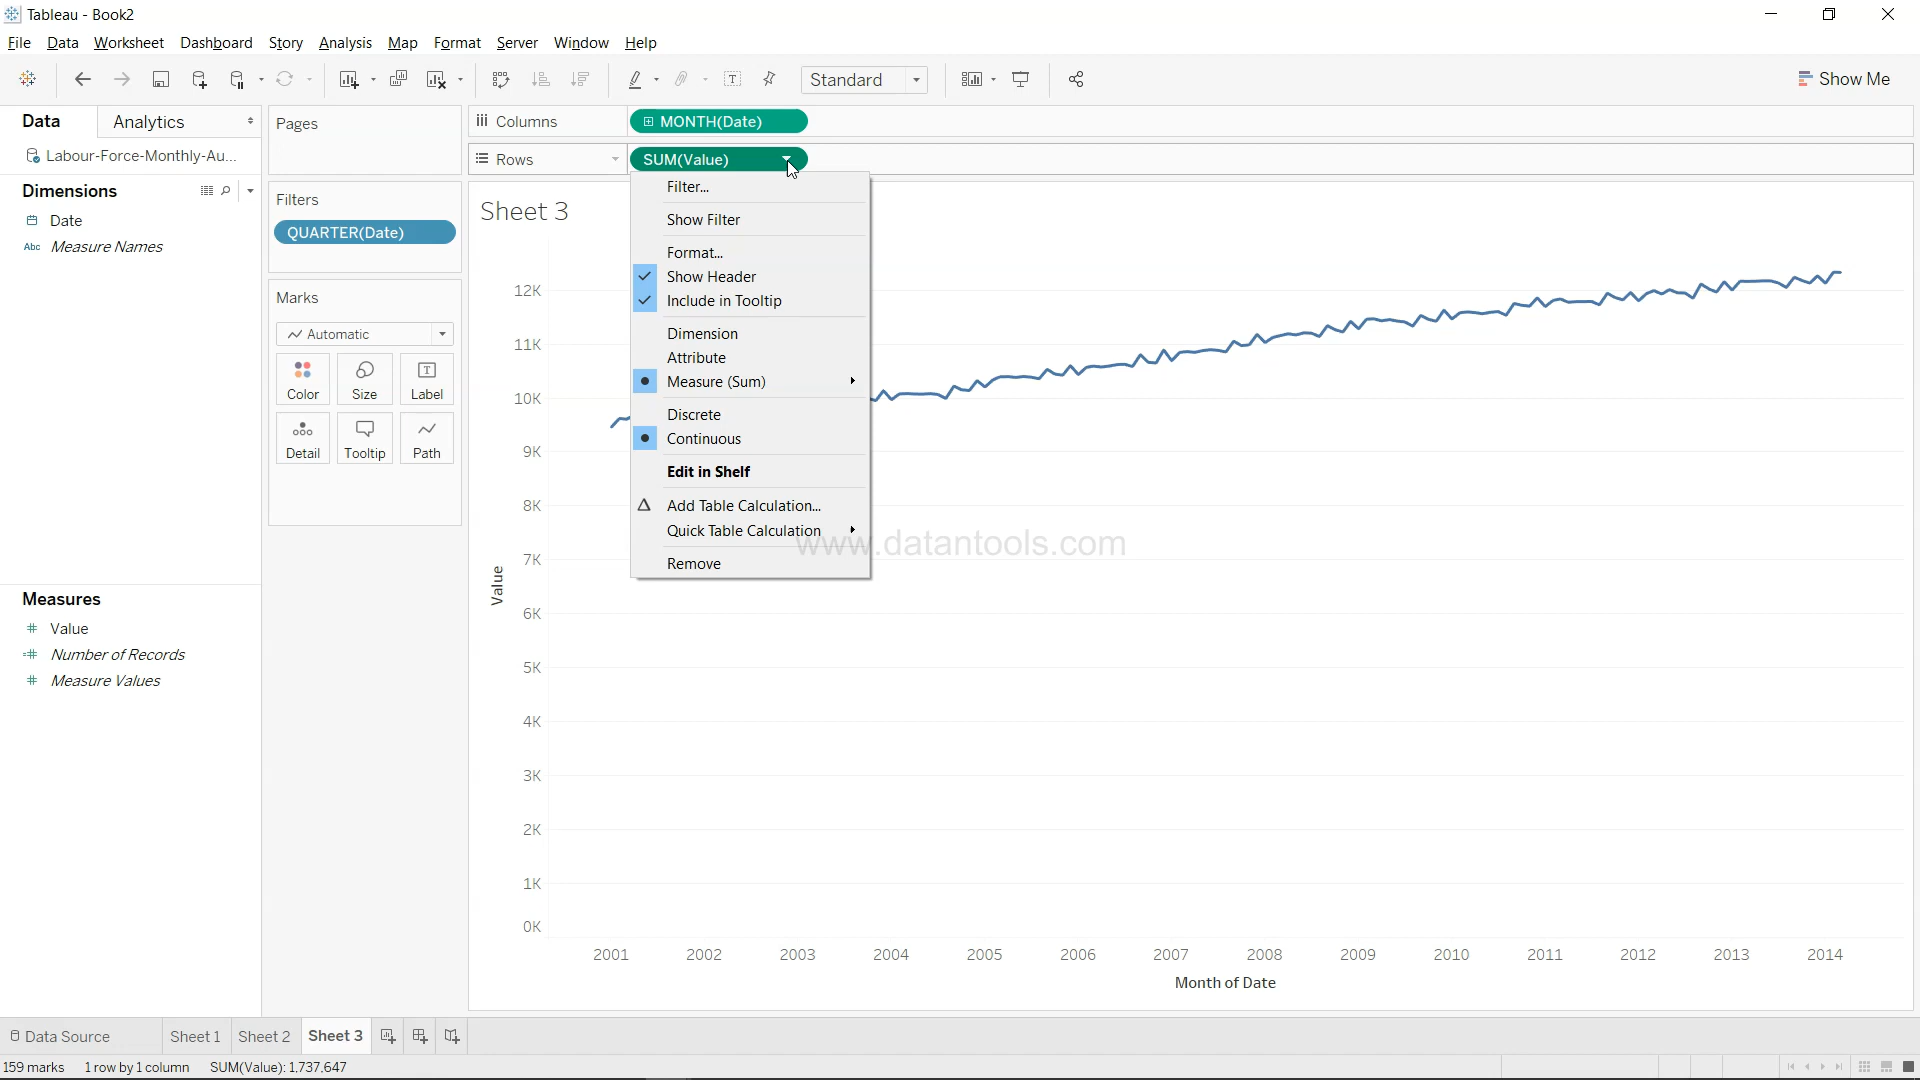 Tableau - Book2
File Data Worksheet Dashboard Story Analysis Map Format Server Window Help
Standard
Show Me
Data
Analytics
Labour-Force-Monthly-Au...
Dimensions
Date
Abc Measure Names
Measures
Value
Number of Records
Measure Values
Pages
Filters
QUARTER(Date)
Marks
Automatic
Color Size Label
Detail Tooltip Path
Columns
MONTH(Date)
Rows
SUM(Value)
Sheet 3
Filter...
Show Filter
Format...
Show Header
Include in Tooltip
Dimension
Attribute
Measure (Sum)
Discrete
Continuous
Edit in Shelf
Add Table Calculation...
Quick Table Calculation
Remove
www.datantools.com
Value
12K
11K
10K
9K
8K
7K
6K
5K
4K
3K
2K
1K
0K
2001 2002 2003 2004 2005 2006 2007 2008 2009 2010 2011 2012 2013 2014
Month of Date
Data Source Sheet 1 Sheet 2 Sheet 3
159 marks 1 row by 1 column SUM(Value): 1,737,647